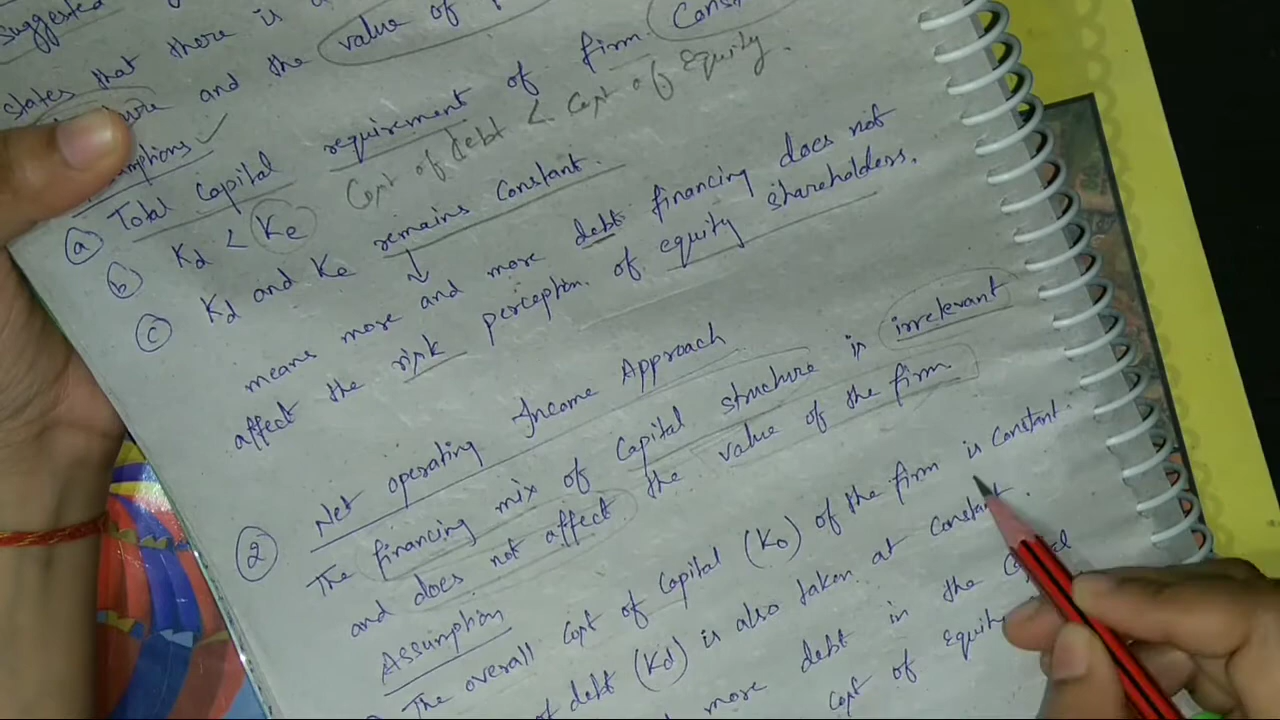 suggested
states that there is a
and the value of
Assumptions
(a) Total Capital requirement of firm Const
Cost of debt < Cost of Equity.
(b) Kd < Ke
(c) Kd and Ke remains Constant.
means more and more debt financing does not
affect the risk perception of equity shareholders.
(2) Net operating Income Approach
The financing mix of Capital structure is irrelevant
and does not affect the value of the firm
Assumption
The overall Cost of Capital (Ko) of the firm is Constant.
of debt (Kd) is also taken at Constant.
more debt in the Capital
Cost of Equity